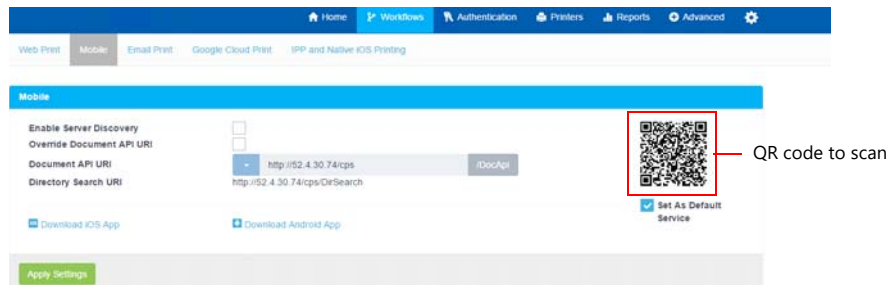 Home Workflows Authentication Printers Reports Advanced
Web Print Mobile Email Print Google Cloud Print IPP and Native iOS Printing
Mobile
Enable Server Discovery
Override Document API URI
Document API URI - http://52.4.30.74/cps /DocApi
Directory Search URI http://52.4.30.74/cps/DirSearch
QR code to scan
Set As Default
Service
Download iOS App Download Android App
Apply Settings